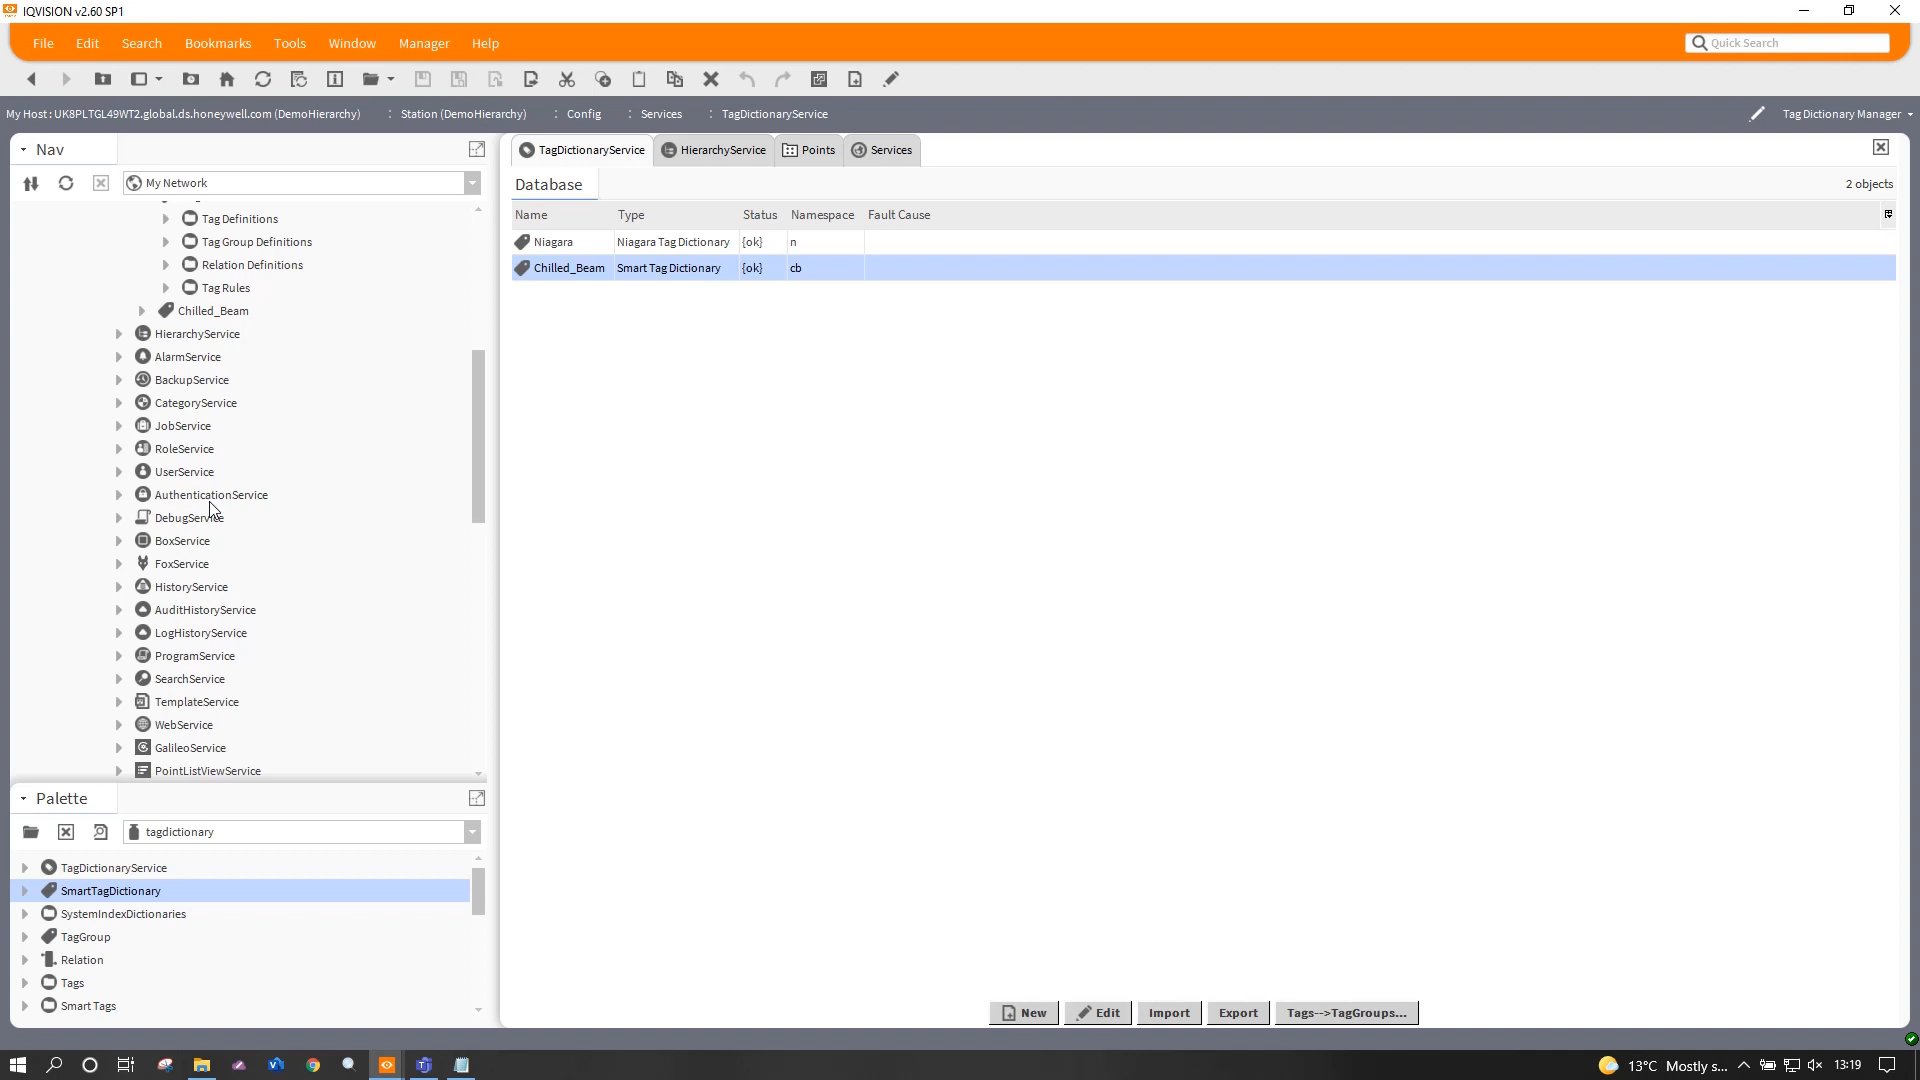 IQVISION v2.60 SP1
File Edit Search Bookmarks Tools Window Manager Help
Quick Search
My Host : UK8PLTGL49WT2.global.ds.honeywell.com (DemoHierarchy) : Station (DemoHierarchy) : Config : Services : TagDictionaryService
Tag Dictionary Manager
Nav
My Network
Tag Definitions
Tag Group Definitions
Relation Definitions
Tag Rules
Chilled_Beam
HierarchyService
AlarmService
BackupService
CategoryService
JobService
RoleService
UserService
AuthenticationService
DebugService
BoxService
FoxService
HistoryService
AuditHistoryService
LogHistoryService
ProgramService
SearchService
TemplateService
WebService
GalileoService
PointListViewService
Palette
tagdictionary
TagDictionaryService
SmartTagDictionary
SystemIndexDictionaries
TagGroup
Relation
Tags
Smart Tags
TagDictionaryService HierarchyService Points Services
Database
2 objects
Name Type Status Namespace Fault Cause
Niagara Niagara Tag Dictionary {ok} n
Chilled_Beam Smart Tag Dictionary {ok} cb
New Edit Import Export Tags-->TagGroups...
13°C Mostly s... 13:19